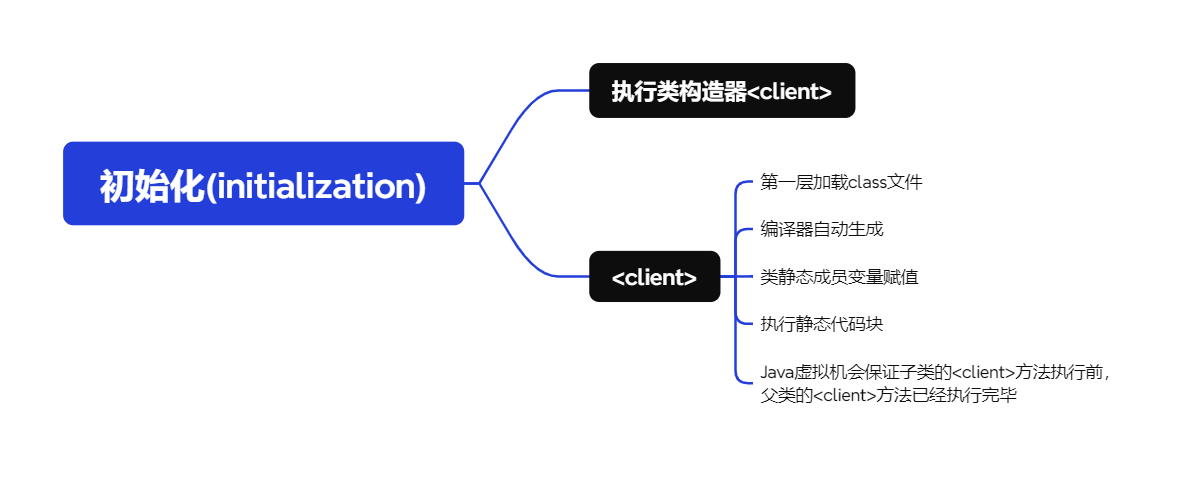 执行类构造器<client>
初始化(initialization)
第一层加载class文件
编译器自动生成
<client>
类静态成员变量赋值
执行静态代码块
Java虚拟机会保证子类的<client>方法执行前，
父类的<client>方法已经执行完毕